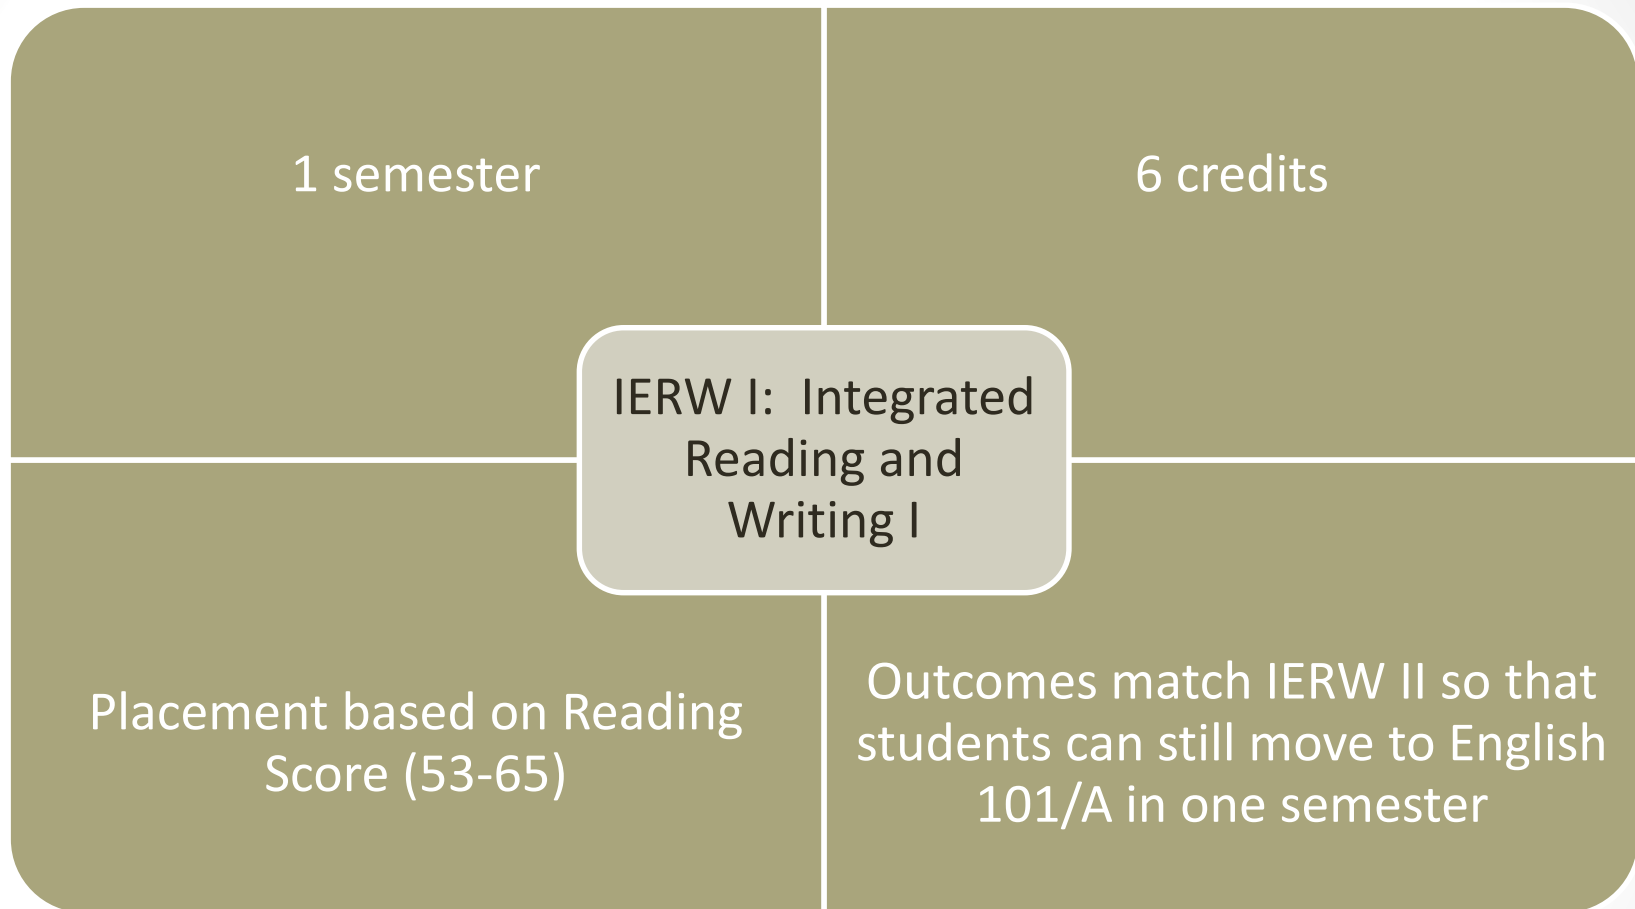 1 semester
6 credits
IERW I:  Integrated
Reading and
Writing I
Placement based on Reading
Score (53-65)
Outcomes match IERW II so that
students can still move to English
101/A in one semester